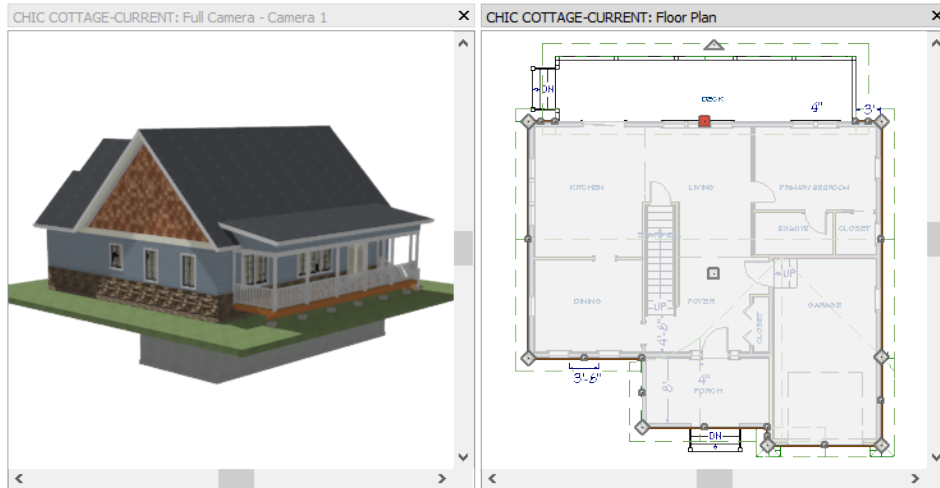 CHIC COTTAGE-CURRENT: Full Camera - Camera 1
CHIC COTTAGE-CURRENT: Floor Plan
DN
DECK
4"
3'
KITCHEN
LIVING
PRIMARY BEDROOM
ENSUITE
CLOSET
UP
DINING
UP
FOYER
GARAGE
CLOSET
4'-6"
3'-6"
8'
4"
PORCH
DN